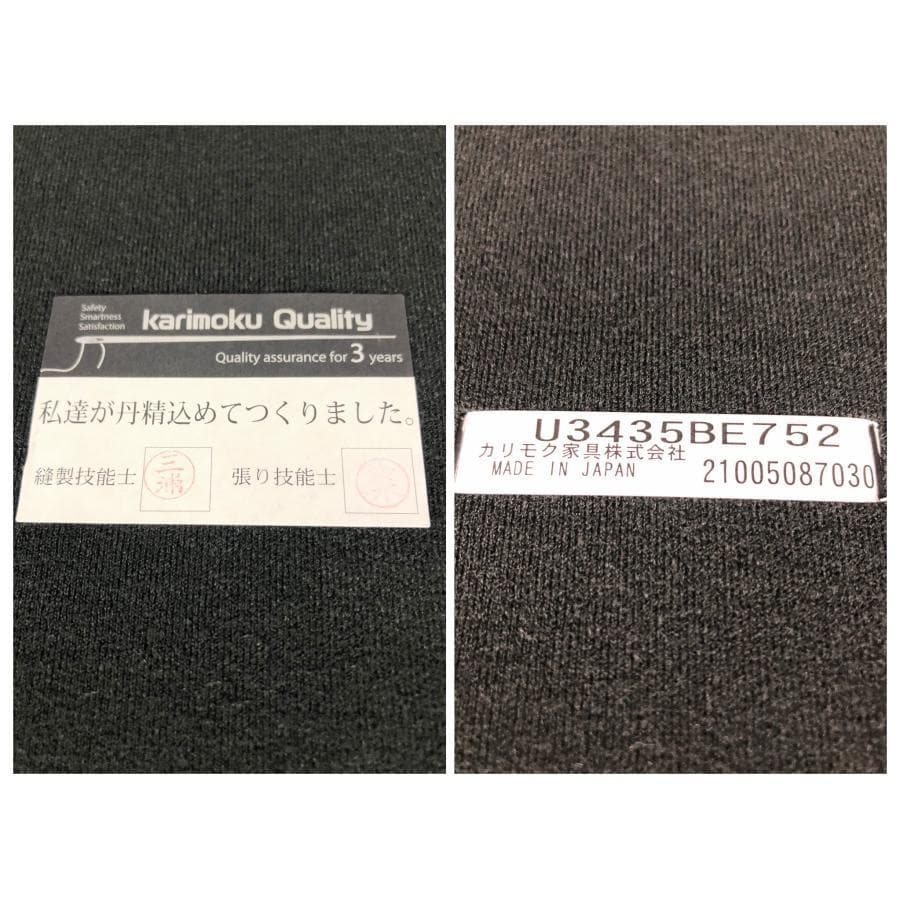 Safety
Smartness
Satisfaction
karimoku Quality
Quality assurance for 3 years
私達が丹精込めてつくりました。
縫製技能士 三浦 張り技能士
U3435BE752
カリモク家具株式会社
MADE IN JAPAN 21005087030